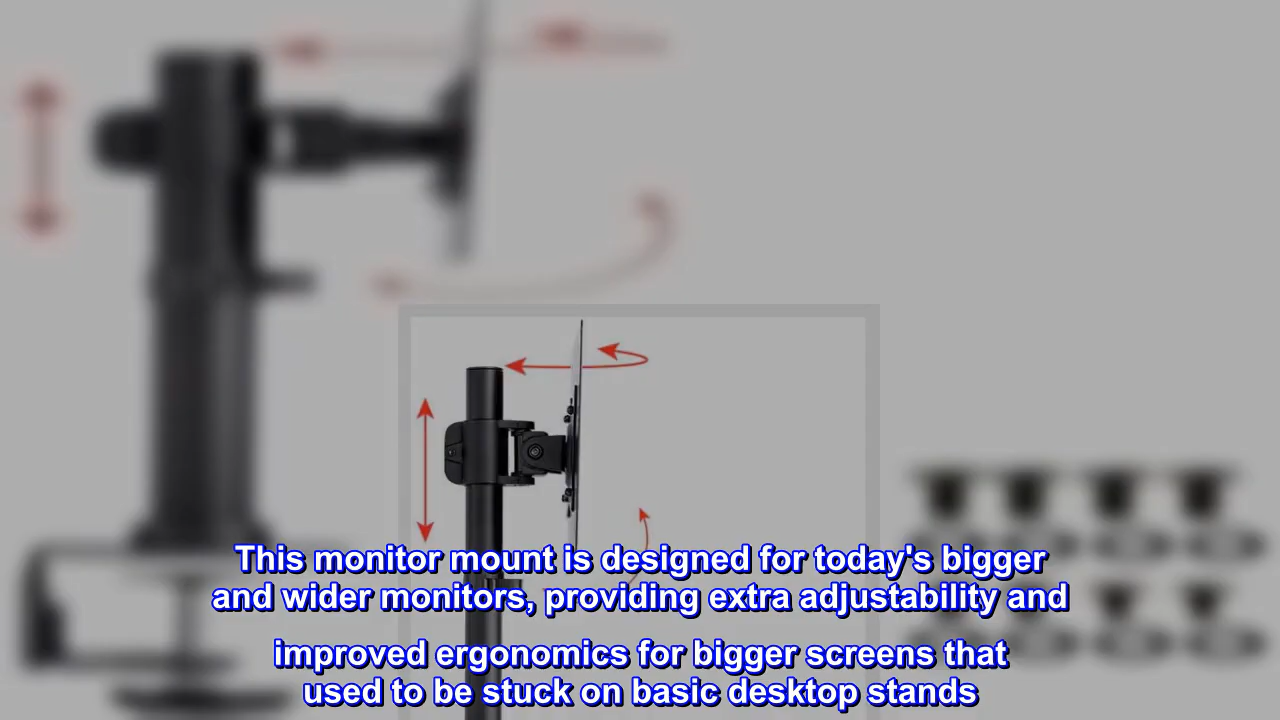 This monitor mount is designed for today's bigger
and wider monitors, providing extra adjustability and
improved ergonomics for bigger screens that
used to be stuck on basic desktop stands